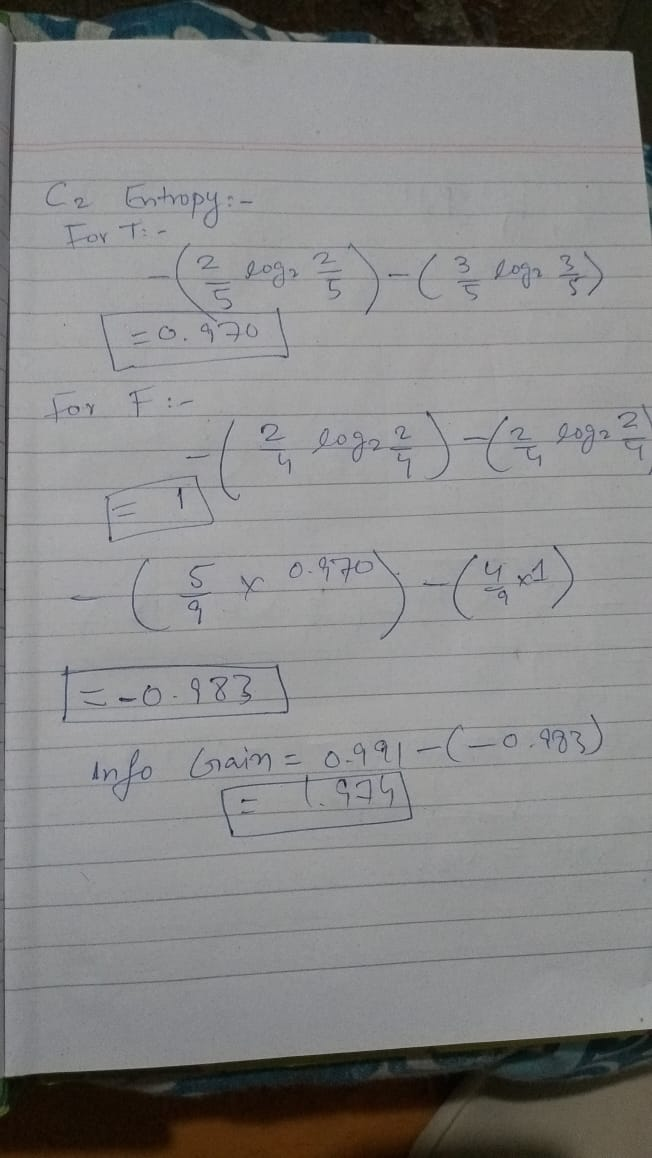 C2 Entropy:-
For T:-
-(2/5 log2 2/5)-(3/5 log2 3/5)
=0.970
For F:-
-(2/4 log2 2/4)-(2/4 log2 2/4)
= 1
-(5/9 x 0.970)-(4/9 x1)
=-0.983
Info Gain = 0.991-(-0.983)
= 1.974